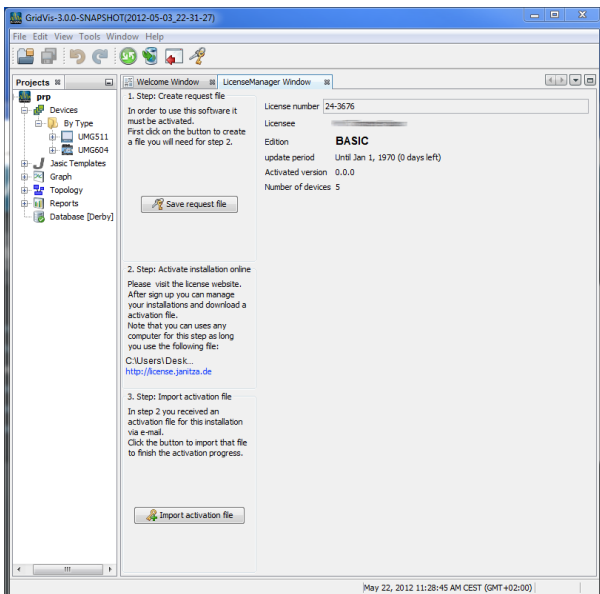 GridVis-3.0.0-SNAPSHOT(2012-05-03_22-31-27)
File Edit View Tools Window Help
Projects
prp
Devices
By Type
UMG511
UMG604
Jasic Templates
Graph
Topology
Reports
Database [Derby]
Welcome Window
LicenseManager Window
1. Step: Create request file
In order to use this software it
must be activated.
First click on the button to create
a file you will need for step 2.
Save request file
2. Step: Activate installation online
Please visit the license website.
After sign up you can manage
your installations and download a
activation file.
Note that you can uses any
computer for this step as long
you use the following file:
C:\Users\Desk...
http://license.janitza.de
3. Step: Import activation file
In step 2 you received an
activation file for this installation
via e-mail.
Click the button to import that file
to finish the activation progress.
Import activation file
License number 24-3676
Licensee
Edition BASIC
update period Until Jan 1, 1970 (0 days left)
Activated version 0.0.0
Number of devices 5
May 22, 2012 11:28:45 AM CEST (GMT+02:00)